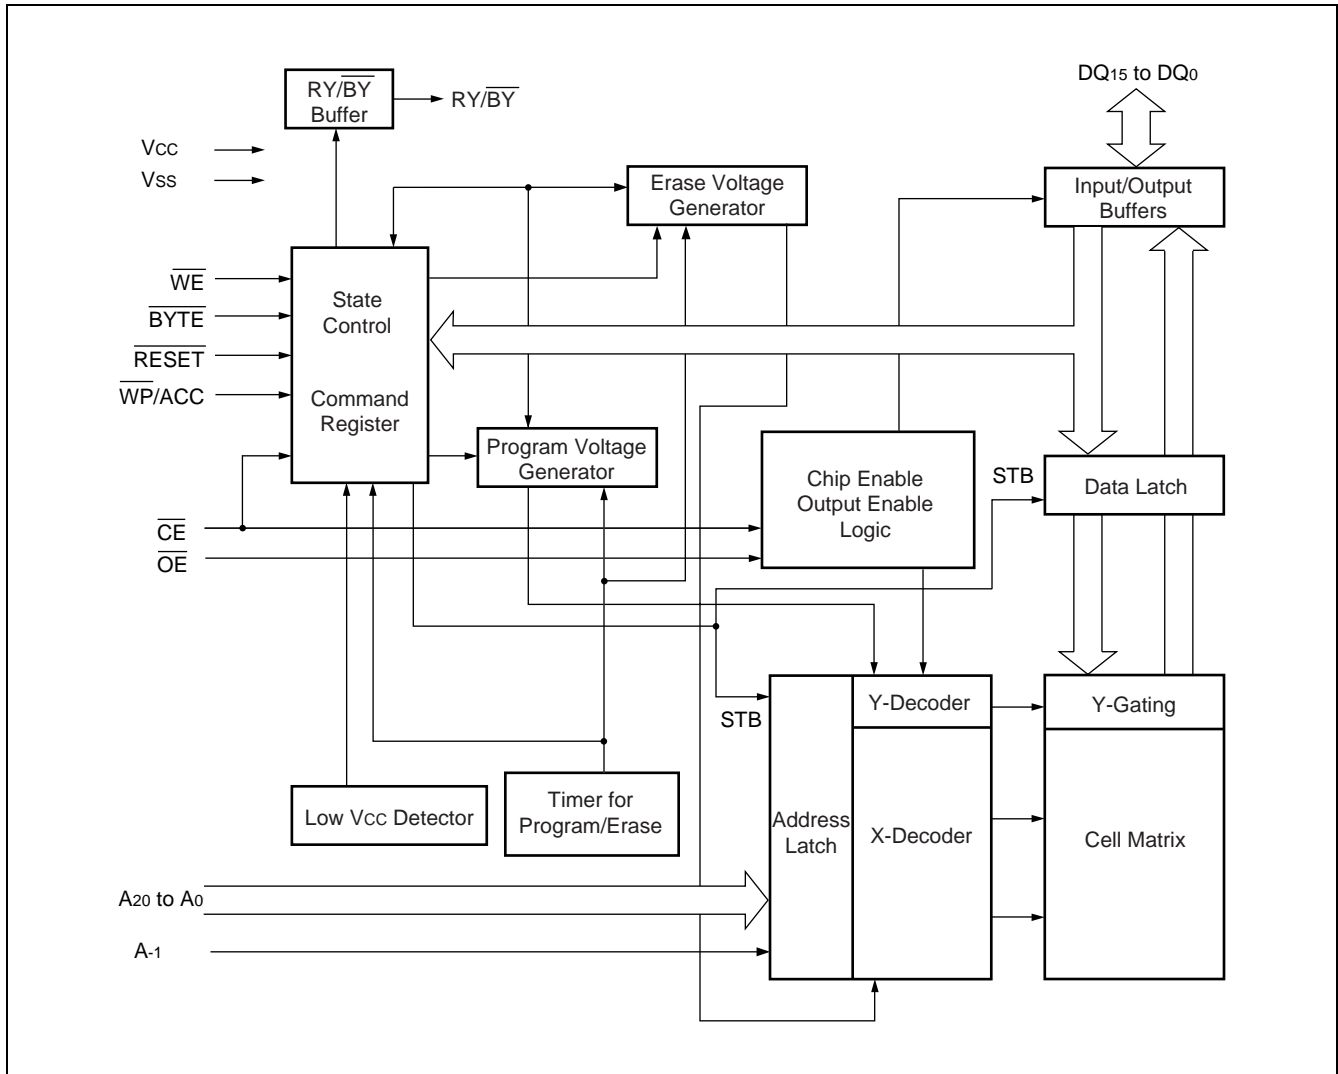 RY/BY
Buffer
RY/BY
DQ15 to DQ0
VCC
VSS
Erase Voltage
Generator
Input/Output
Buffers
WE
BYTE
RESET
WP/ACC
State
Control
Command
Register
Program Voltage
Generator
Chip Enable
Output Enable
Logic
STB
Data Latch
CE
OE
STB
Y-Decoder
Y-Gating
Low VCC Detector
Timer for
Program/Erase
Address
Latch
X-Decoder
Cell Matrix
A20 to A0
A-1